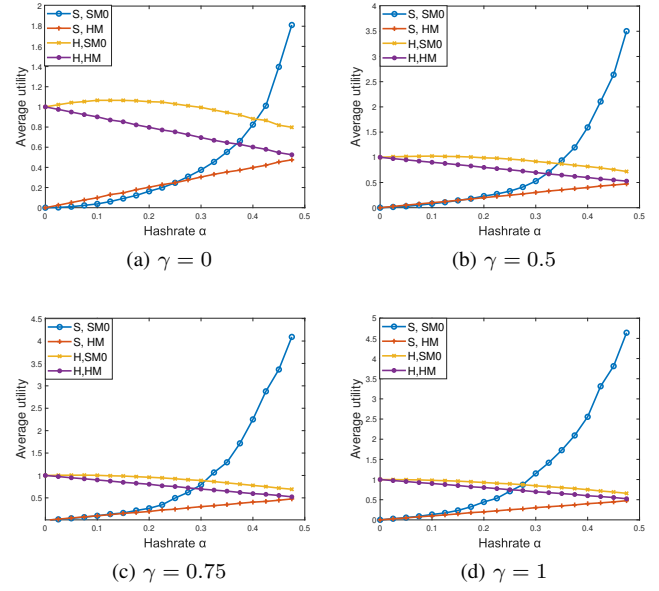 2
1.8
1.6
1.4
1.2
1
0.8
0.6
0.4
0.2
0
Average utility
S, SM0
S, HM
H,SM0
H,HM
0 0.1 0.2 0.3 0.4 0.5
Hashrate α
(a) γ = 0
5
4.5
4
3.5
3
2.5
2
1.5
1
0.5
0
Average utility
S, SM0
S, HM
H,SM0
H,HM
0 0.1 0.2 0.3 0.4 0.5
Hashrate α
(b) γ = 0.5
4.5
4
3.5
3
2.5
2
1.5
1
0.5
Average utility
S, SM0
S, HM
H,SM0
H,HM
0 0.1 0.2 0.3 0.4 0.5
Hashrate α
(c) γ = 0.75
5
4.5
4
3.5
3
2.5
2
1.5
1
0.5
0
Average utility
S, SM0
S, HM
H,SM0
H,HM
0 0.1 0.2 0.3 0.4 0.5
Hashrate α
(d) γ = 1